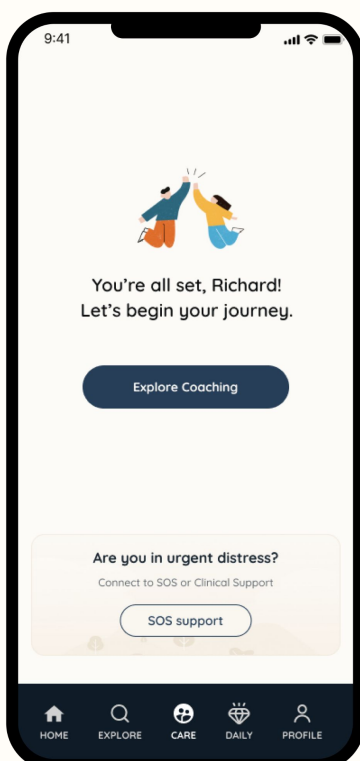 9:41
You're all set, Richard!
Let's begin your journey.
Explore Coaching
Are you in urgent distress?
Connect to SOS or Clinical Support
SOS support
HOME
EXPLORE
CARE
DAILY
PROFILE